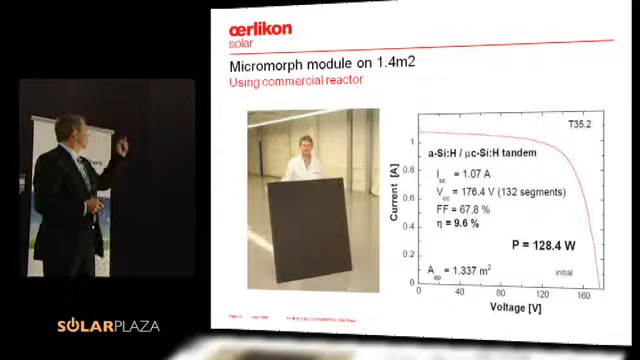 œrlikon
solar
Micromorph module on 1.4m2
Using commercial reactor
T35.2
a-Si:H / µc-Si:H tandem
Isc = 1.07 A
Voc = 176.4 V (132 segments)
FF = 67.8 %
η = 9.6 %
P = 128.4 W
Aap = 1.337 m²
initial
Current [A]
1
0.8
0.6
0.4
0.2
0
0 40 80 120 160
Voltage [V]
SOLARPLAZA